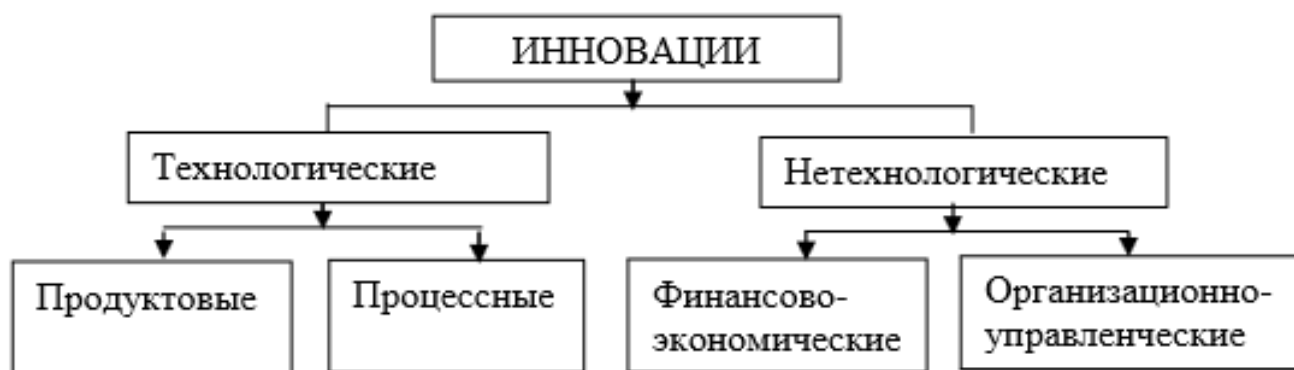 ИННОВАЦИИ
Технологические
Нетехнологические
Продуктовые
Процессные
Финансово-
экономические
Организационно-
управленческие